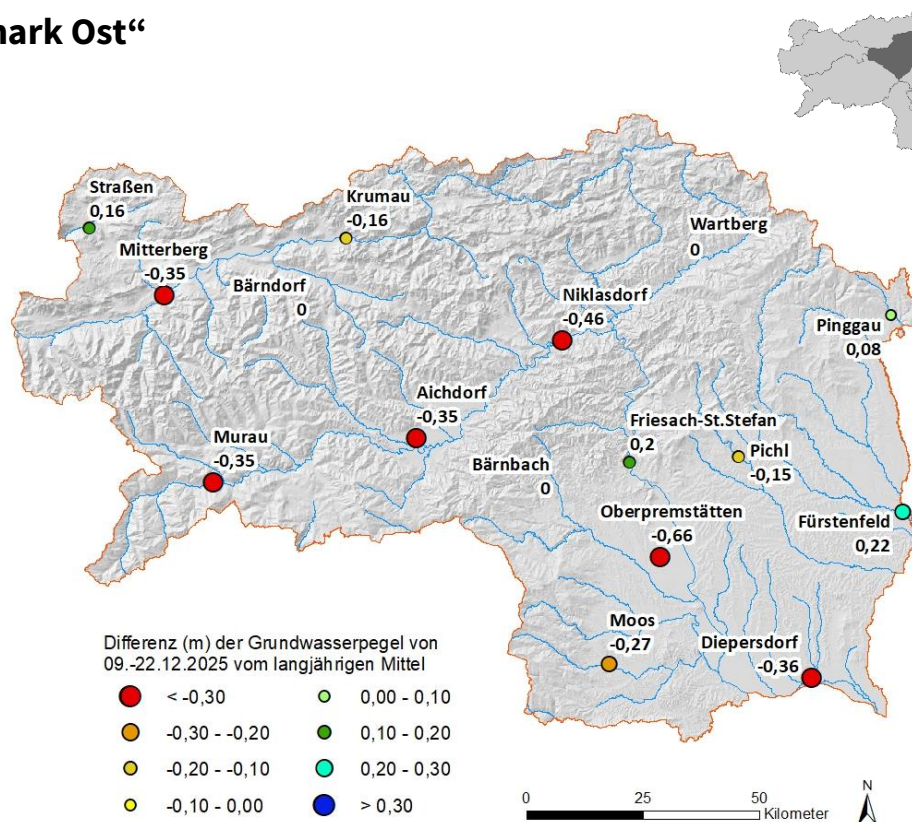 nark Ost“
Straßen
0,16
Krumau
-0,16
Wartberg
0
Mitterberg
-0,35
Bärndorf
0
Niklasdorf
-0,46
Pinggau
0,08
Aichdorf
-0,35
Friesach-St.Stefan
0,2
Murau
-0,35
Pichl
-0,15
Bärnbach
0
Oberpremstätten
-0,66
Fürstenfeld
0,22
Moos
-0,27
Diepersdorf
-0,36
Differenz (m) der Grundwasserpegel von
09.-22.12.2025 vom langjährigen Mittel
< -0,30
-0,30 - -0,20
-0,20 - -0,10
-0,10 - 0,00
0,00 - 0,10
0,10 - 0,20
0,20 - 0,30
> 0,30
0 25 50
Kilometer
N